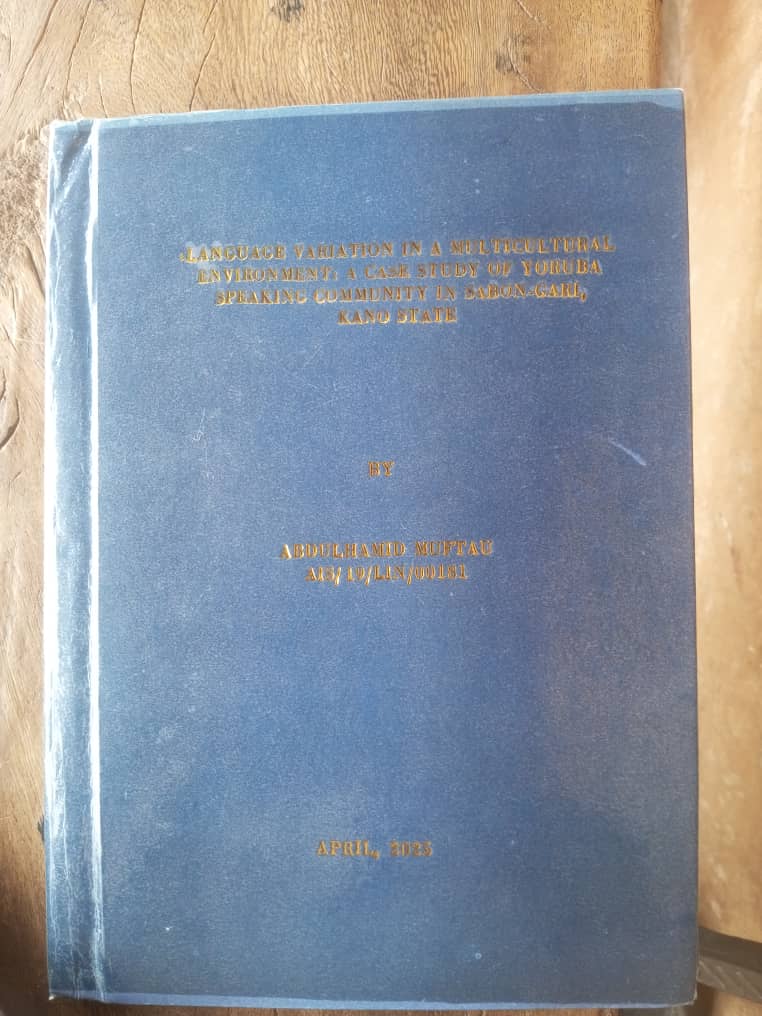 LANGUAGE VARIATION IN A MULTICULTURAL
ENVIRONMENT: A CASE STUDY OF YORUBA
SPEAKING COMMUNITY IN SABON-GARI,
KANO STATE
BY
ABDULHAMID MUFTAU
APRIL, 2025